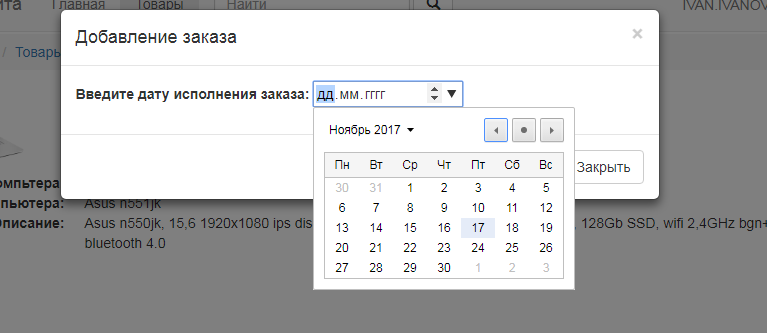 йта Главная Товары Найти IVAN.IVANOV
Добавление заказа ×
/ Товары
Введите дату исполнения заказа: дд.мм.гггг
Ноябрь 2017
Закрыть
Пн Вт Ср Чт Пт Сб Вс
30 31 1 2 3 4 5
6 7 8 9 10 11 12
13 14 15 16 17 18 19
20 21 22 23 24 25 26
27 28 29 30 1 2 3
омпьтера:
пьютера: Asus n551jk
Описание: Asus n550jk, 15,6 1920x1080 ips dis , 128Gb SSD, wifi 2,4GHz bgn+
bluetooth 4.0